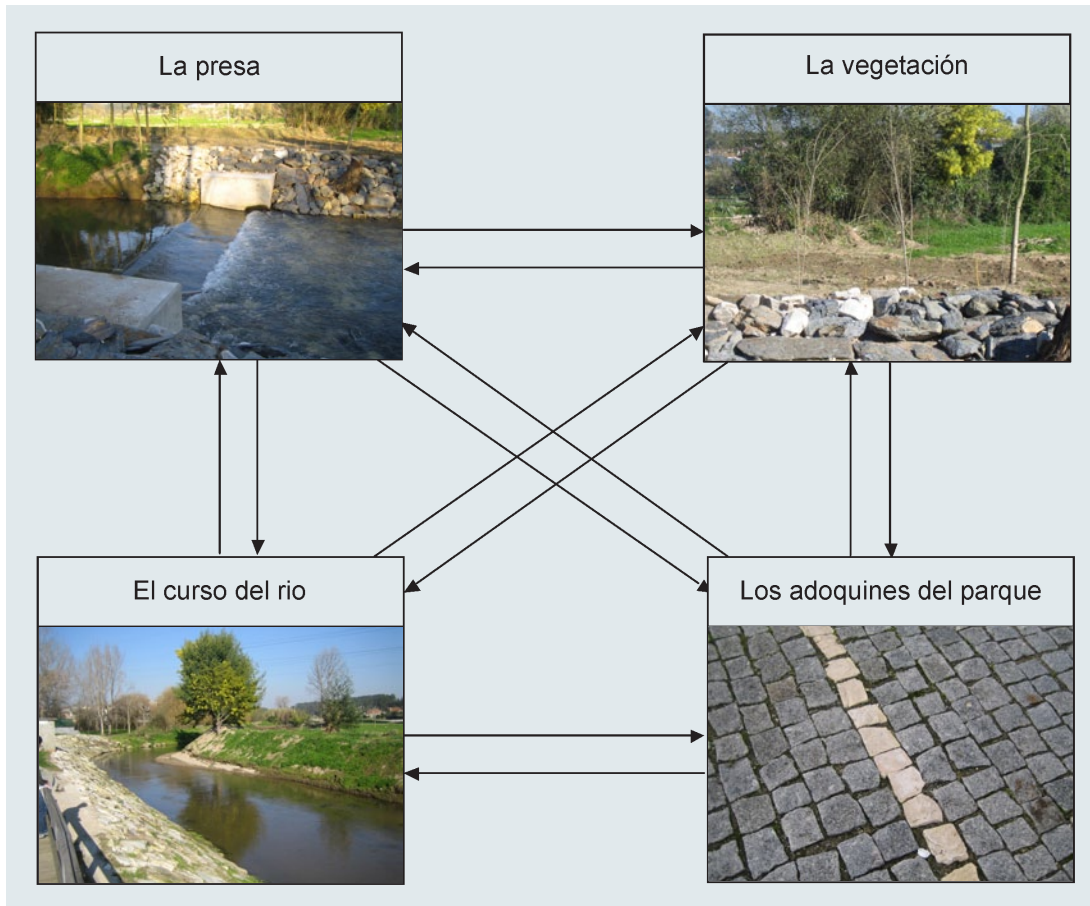 La presa
La vegetación
El curso del rio
Los adoquines del parque